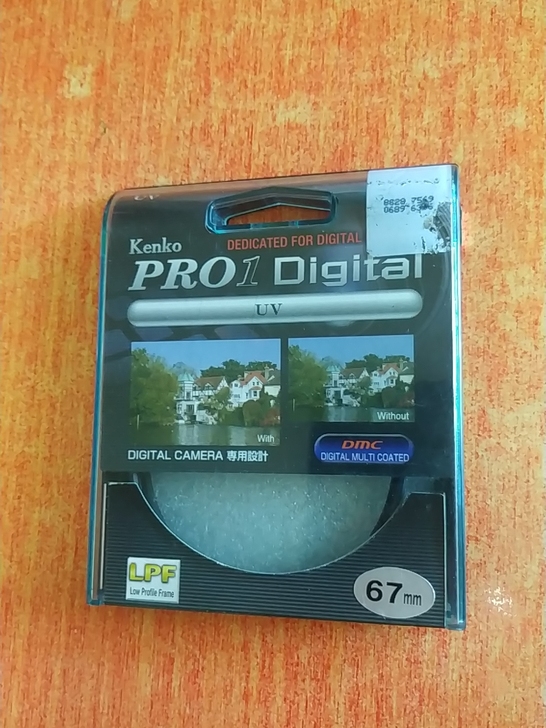 Kenko
DEDICATED FOR DIGITAL
PRO1 Digital
UV
With
Without
DIGITAL CAMERA 専用設計
DMC
DIGITAL MULTI COATED
LPF
Low Profile Frame
67mm